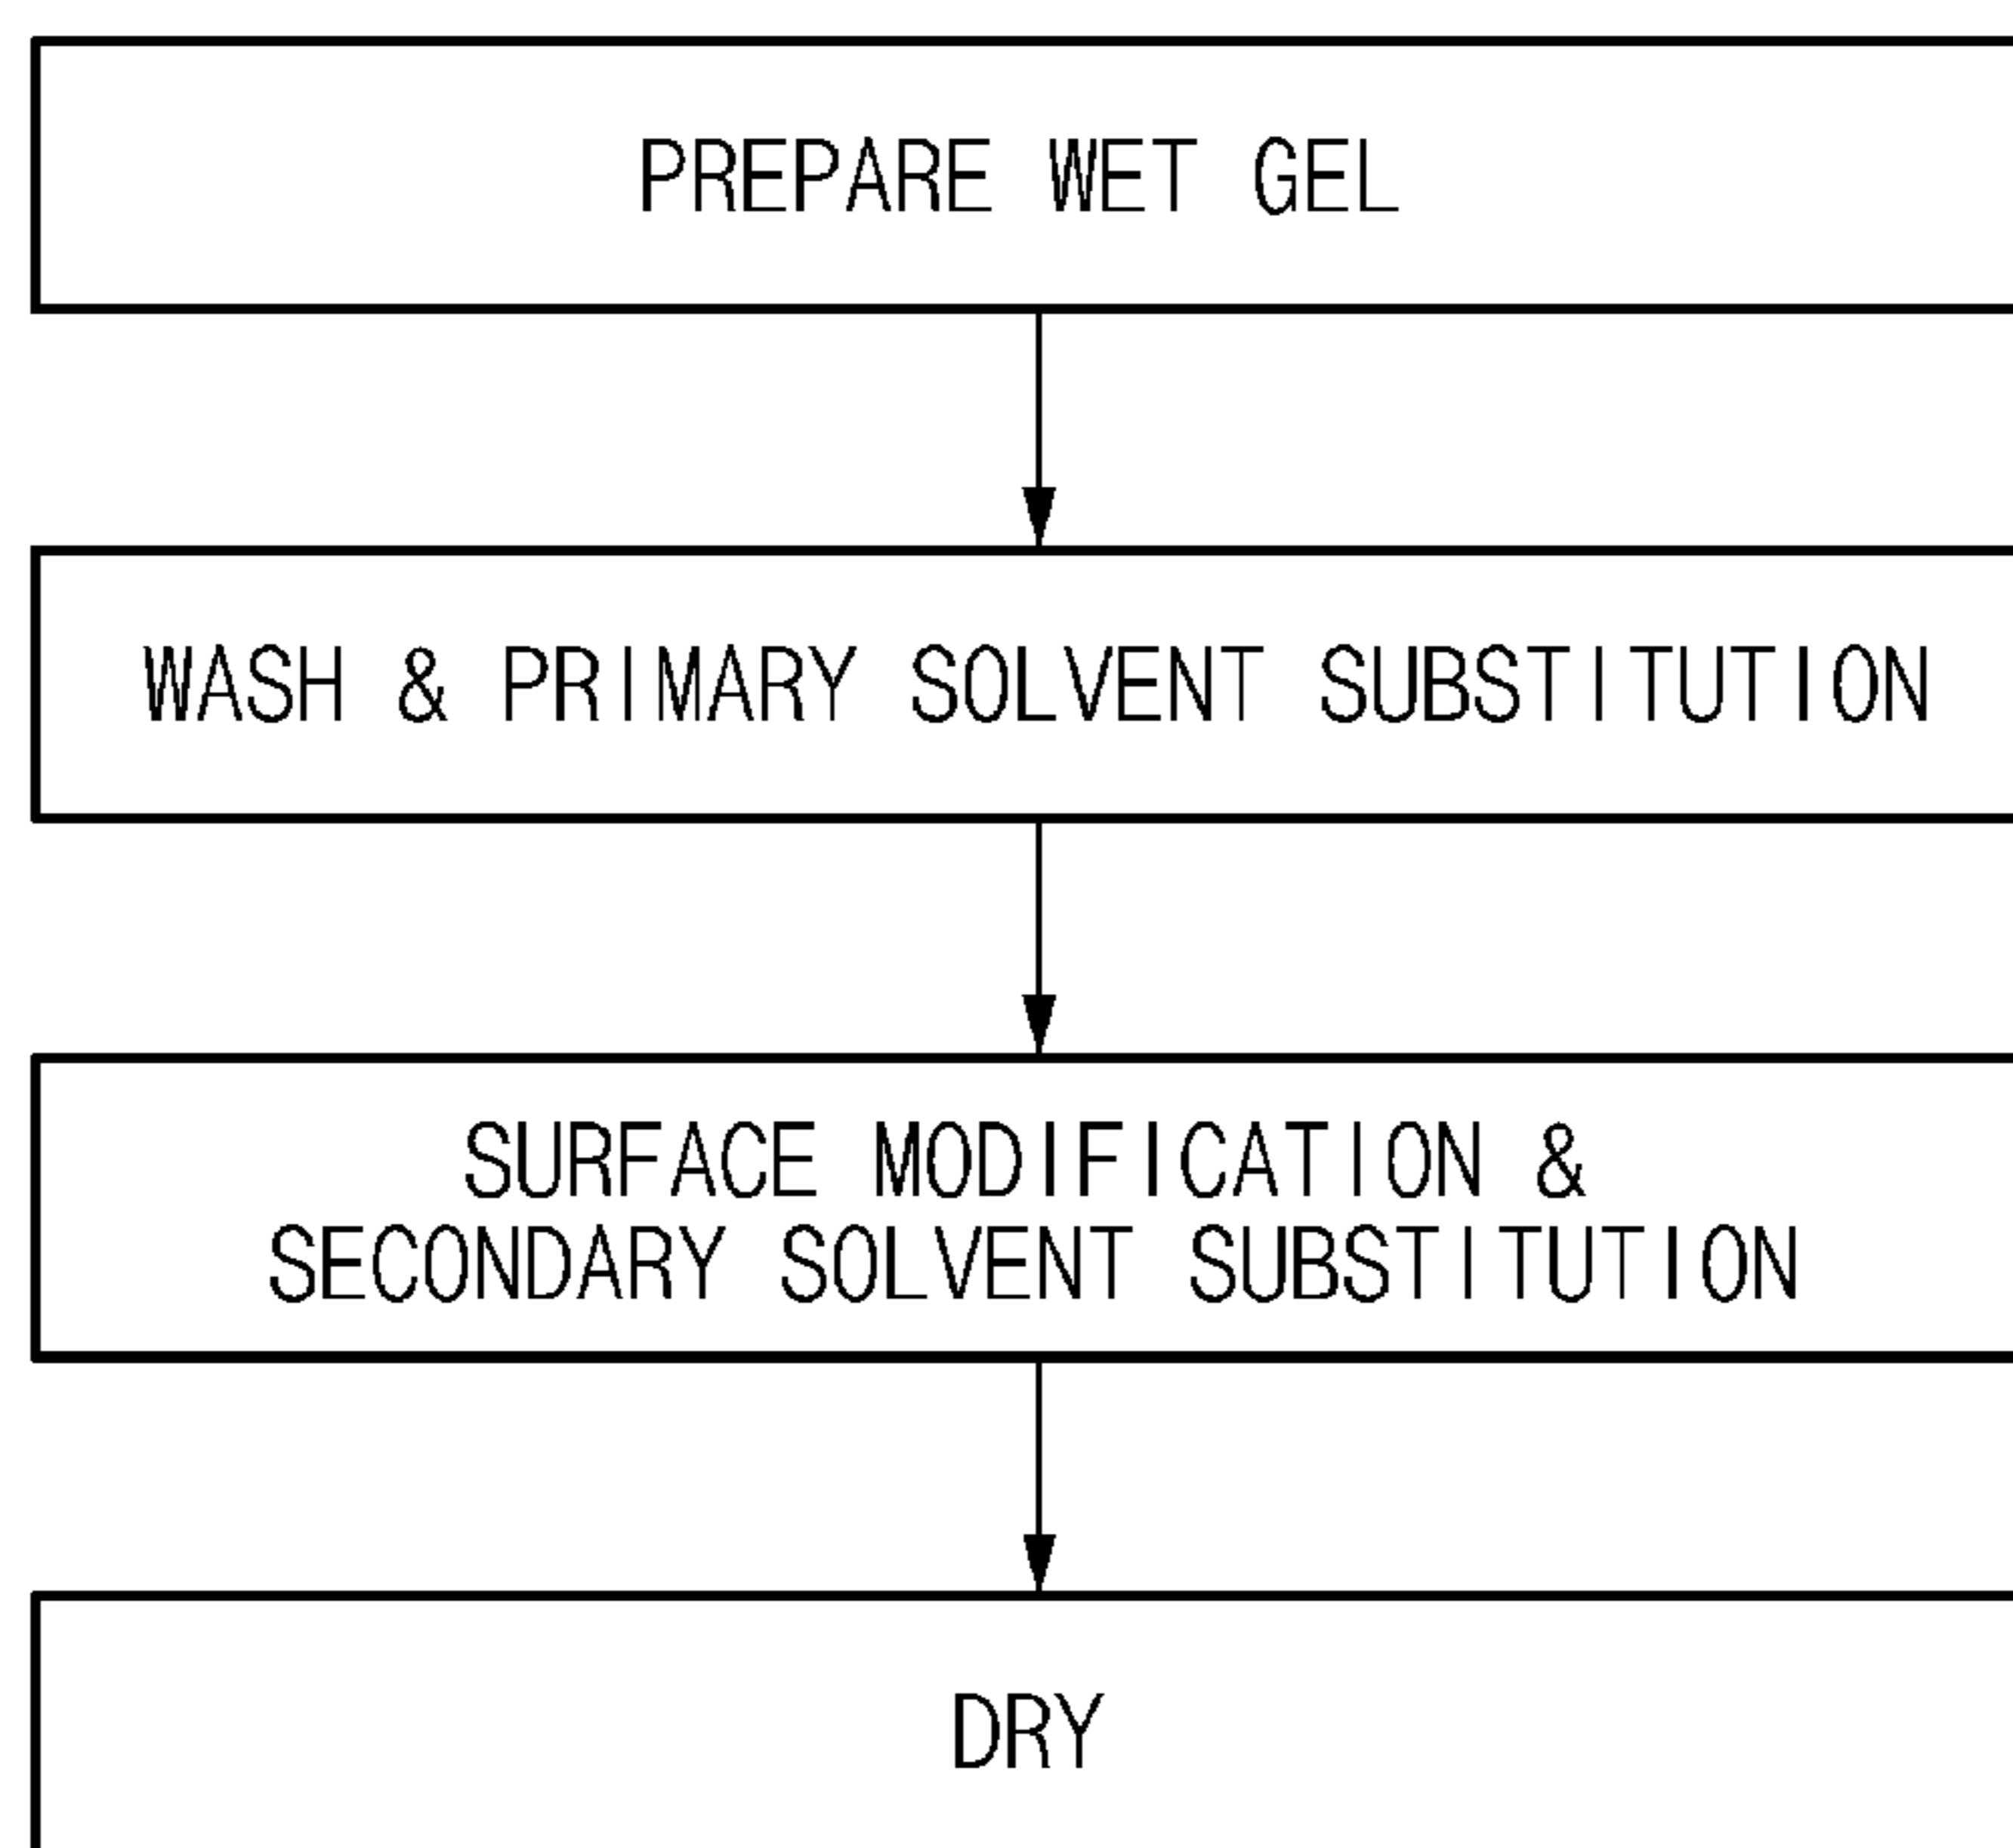 PREPARE WET GEL
WASH & PRIMARY SOLVENT SUBSTITUTION
SURFACE MODIFICATION &
SECONDARY SOLVENT SUBSTITUTION
DRY